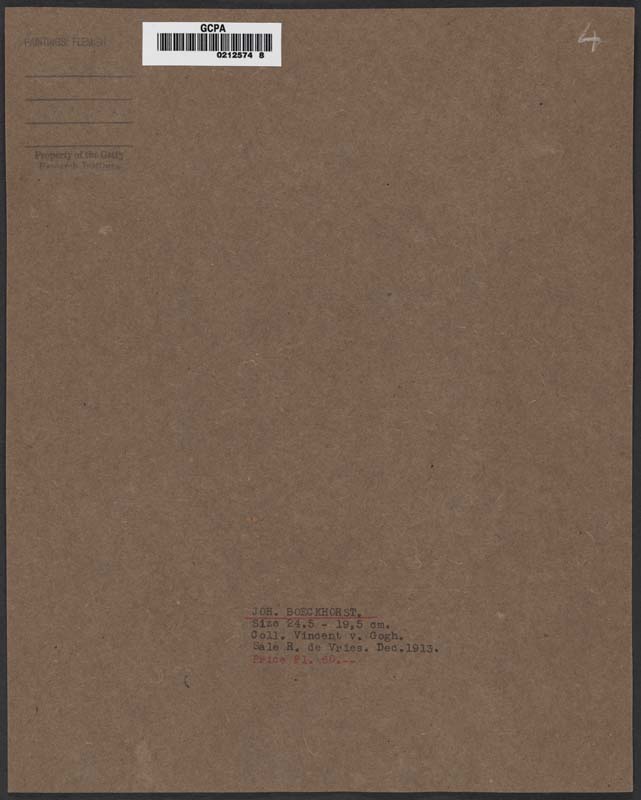 GCPA
0212574 8
4
PAINTINGS: FLEMISH
Property of the Getty
Research Institute
JOH. BOECKHORST.
Size 24,5 - 19,5 cm.
Coll. Vincent v. Gogh.
Sale R. de Vries. Dec.1913.
Price Fl. 60.--